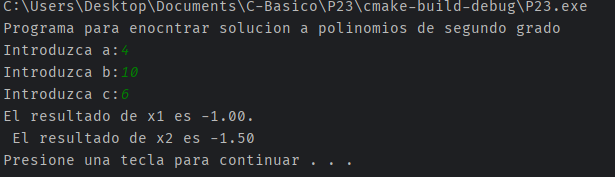 C:\Users\Desktop\Documents\C-Basico\P23\cmake-build-debug\P23.exe
Programa para enocntrar solucion a polinomios de segundo grado
Introduzca a:4
Introduzca b:10
Introduzca c:6
El resultado de x1 es -1.00.
 El resultado de x2 es -1.50
Presione una tecla para continuar . . .